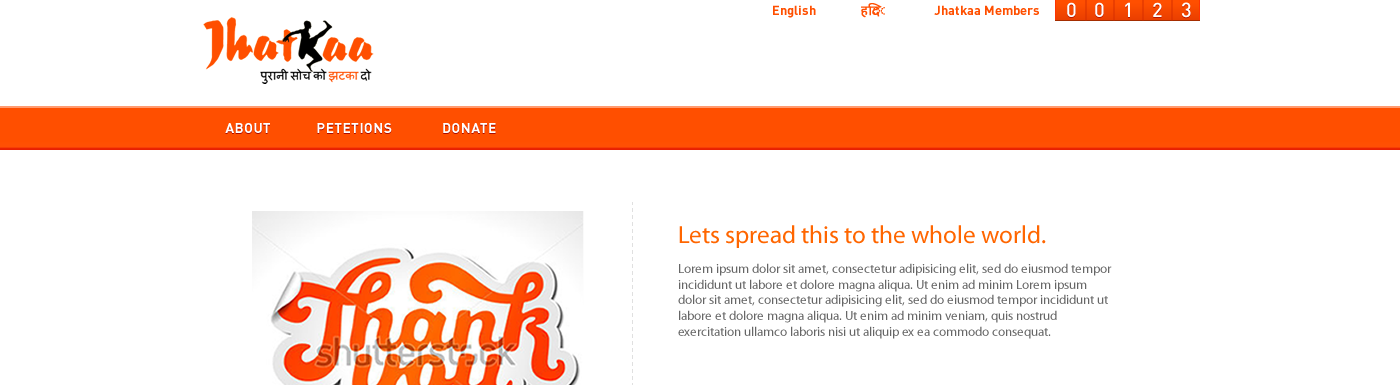 English हिंदी Jhatkaa Members 0 0 1 2 3
Jhatkaa
पुरानी सोच को झटका दो
ABOUT PETETIONS DONATE
Thank
you
shutterstock
Lets spread this to the whole world.
Lorem ipsum dolor sit amet, consectetur adipisicing elit, sed do eiusmod tempor
incididunt ut labore et dolore magna aliqua. Ut enim ad minim Lorem ipsum
dolor sit amet, consectetur adipisicing elit, sed do eiusmod tempor incididunt ut
labore et dolore magna aliqua. Ut enim ad minim veniam, quis nostrud
exercitation ullamco laboris nisi ut aliquip ex ea commodo consequat.